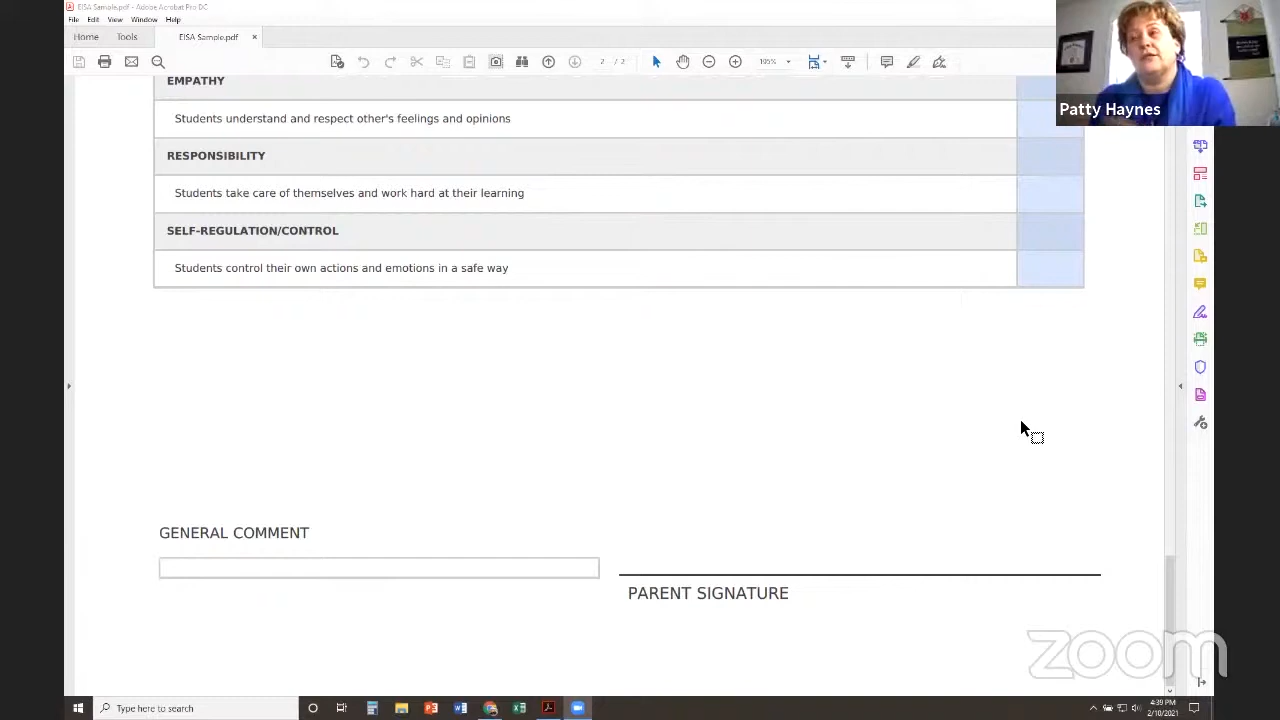 EISA Sample.pdf - Adobe Acrobat Pro DC
File Edit View Window Help
Home Tools EISA Sample.pdf ×
2 / 2 195%
Patty Haynes
EMPATHY
Students understand and respect other's feelings and opinions
RESPONSIBILITY
Students take care of themselves and work hard at their learning
SELF-REGULATION/CONTROL
Students control their own actions and emotions in a safe way
GENERAL COMMENT
PARENT SIGNATURE
zoom
Type here to search
4:39 PM
2/10/2021